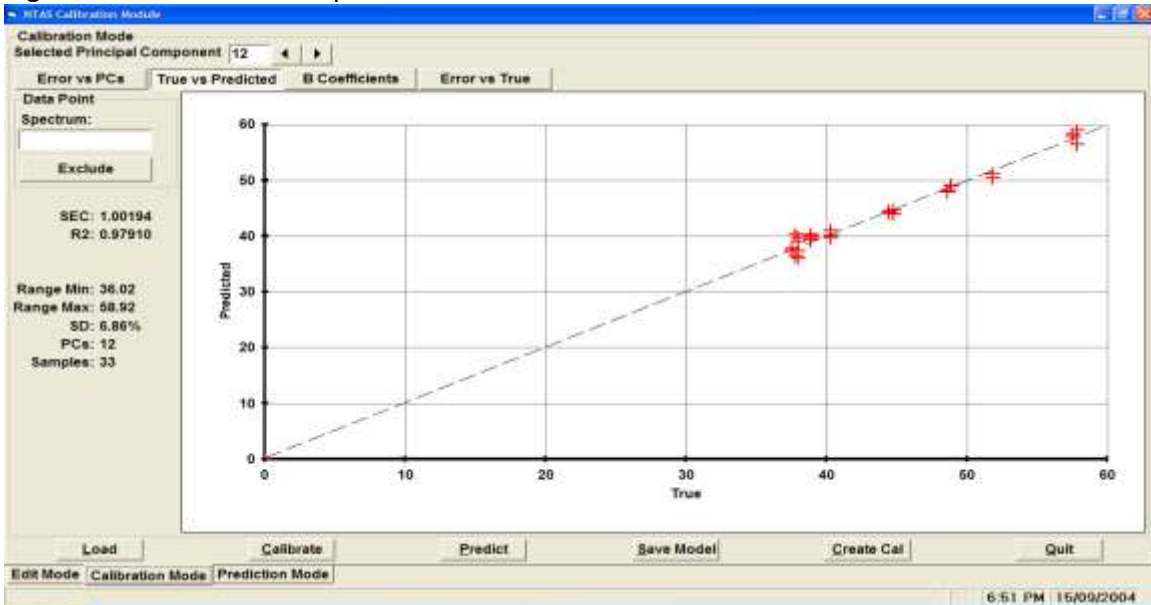 NTAS Calibration Module
Calibration Mode
Selected Principal Component 12
Error vs PCs True vs Predicted B Coefficients Error vs True
Data Point
Spectrum:
Exclude
SEC: 1.00194
R2: 0.97910
Range Min: 36.02
Range Max: 58.92
SD: 6.86%
PCs: 12
Samples: 33
60
50
40
30
20
10
0
Predicted
0 10 20 30 40 50 60
True
Load Calibrate Predict Save Model Create Cal Quit
Edit Mode Calibration Mode Prediction Mode
6:51 PM 15/09/2004